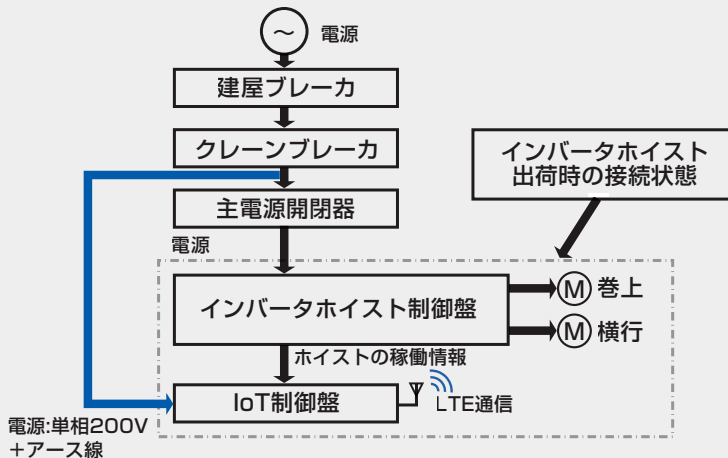 〜 電源
建屋ブレーカ
クレーンブレーカ
主電源開閉器
インバータホイスト
出荷時の接続状態
電源
インバータホイスト制御盤
M 巻上
M 横行
ホイストの稼働情報
IoT制御盤
LTE通信
電源:単相200V
＋アース線